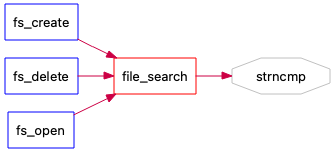 fs_create
fs_delete
file_search
strncmp
fs_open